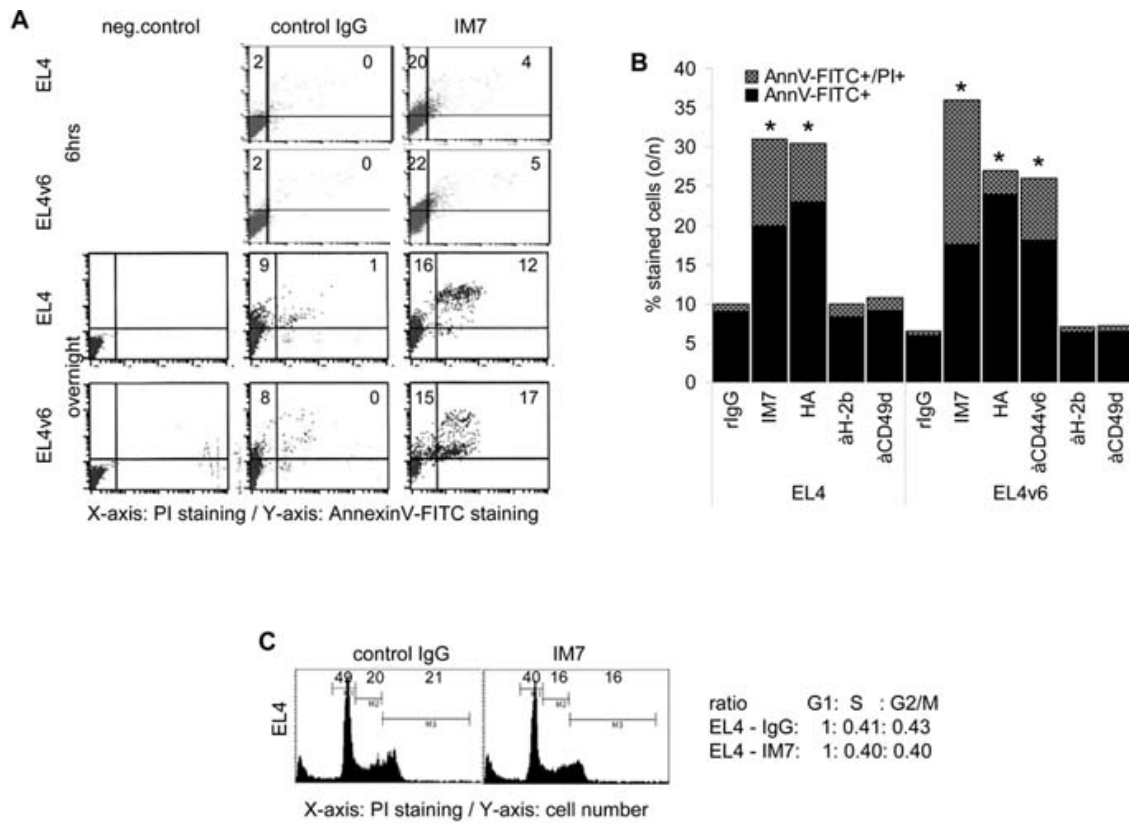 A
neg.control control IgG IM7
6hrs
EL4
2 0 20 4
EL4v6
2 0 22 5
overnight
EL4
9 1 16 12
EL4v6
8 0 15 17
X-axis: PI staining / Y-axis: AnnexinV-FITC staining
B
AnnV-FITC+/PI+
AnnV-FITC+
% stained cells (o/n)
40
35
30
25
20
15
10
5
0
* * * * *
rIgG IM7 HA àH-2b àCD49d rIgG IM7 HA àCD44v6 àH-2b àCD49d
EL4 EL4v6
C
control IgG IM7
EL4
49 20 21 40 16 16
M2 M3 M2 M3
X-axis: PI staining / Y-axis: cell number
ratio G1: S : G2/M
EL4 - IgG: 1: 0.41: 0.43
EL4 - IM7: 1: 0.40: 0.40